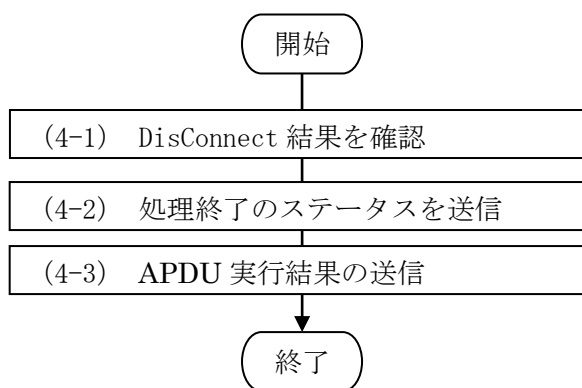 開始
(4-1) DisConnect 結果を確認
(4-2) 処理終了のステータスを送信
(4-3) APDU 実行結果の送信
終了